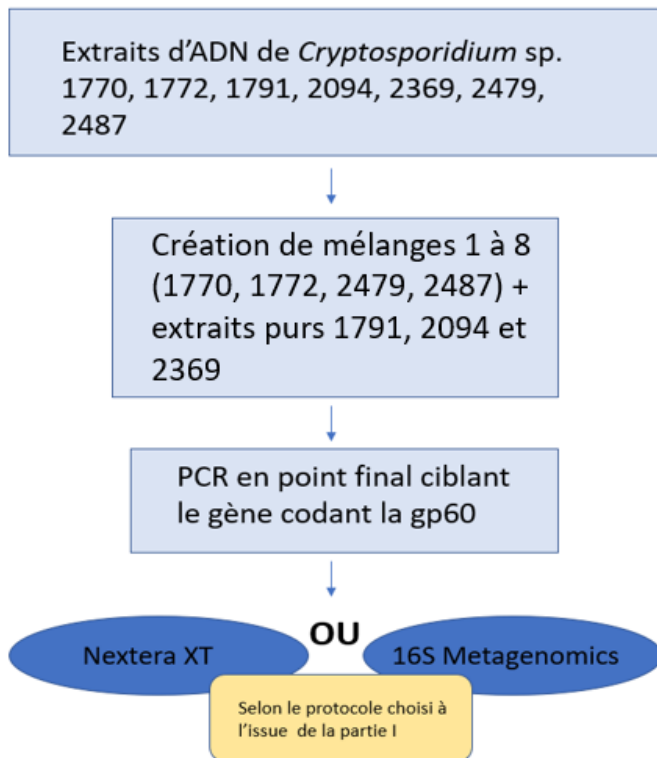 Extraits d'ADN de Cryptosporidium sp.
1770, 1772, 1791, 2094, 2369, 2479,
2487
Création de mélanges 1 à 8
(1770, 1772, 2479, 2487) +
extraits purs 1791, 2094 et
2369
PCR en point final ciblant
le gène codant la gp60
OU
Nextera XT
16S Metagenomics
Selon le protocole choisi à
l'issue de la partie I